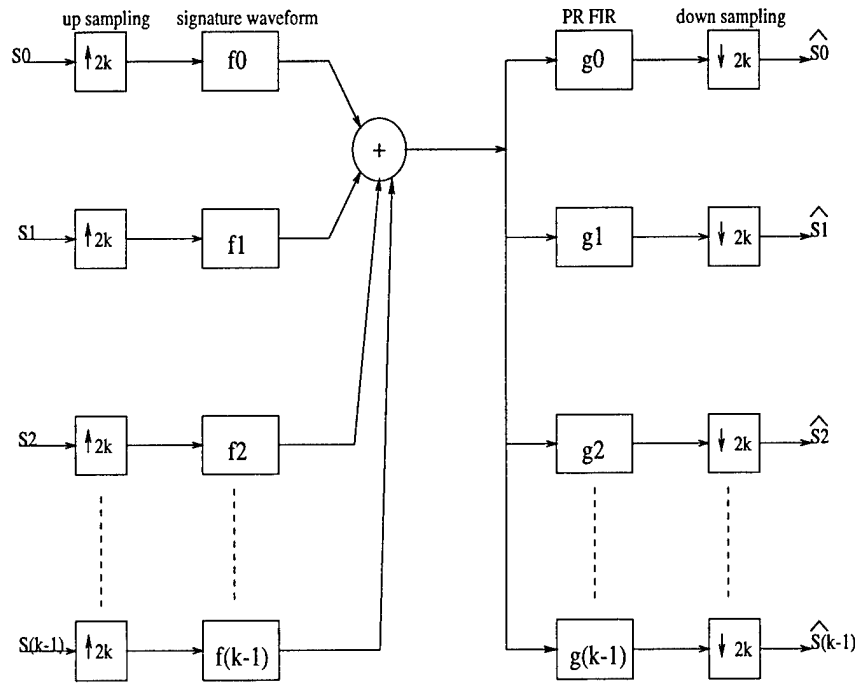 up sampling signature waveform PR FIR down sampling
S0 ↑2k f0 g0 ↓ 2k Ŝ0
+
S1 ↑2k f1 g1 ↓ 2k Ŝ1
S2 ↑2k f2 g2 ↓ 2k Ŝ2
S(k-1) ↑2k f(k-1) g(k-1) ↓ 2k Ŝ(k-1)